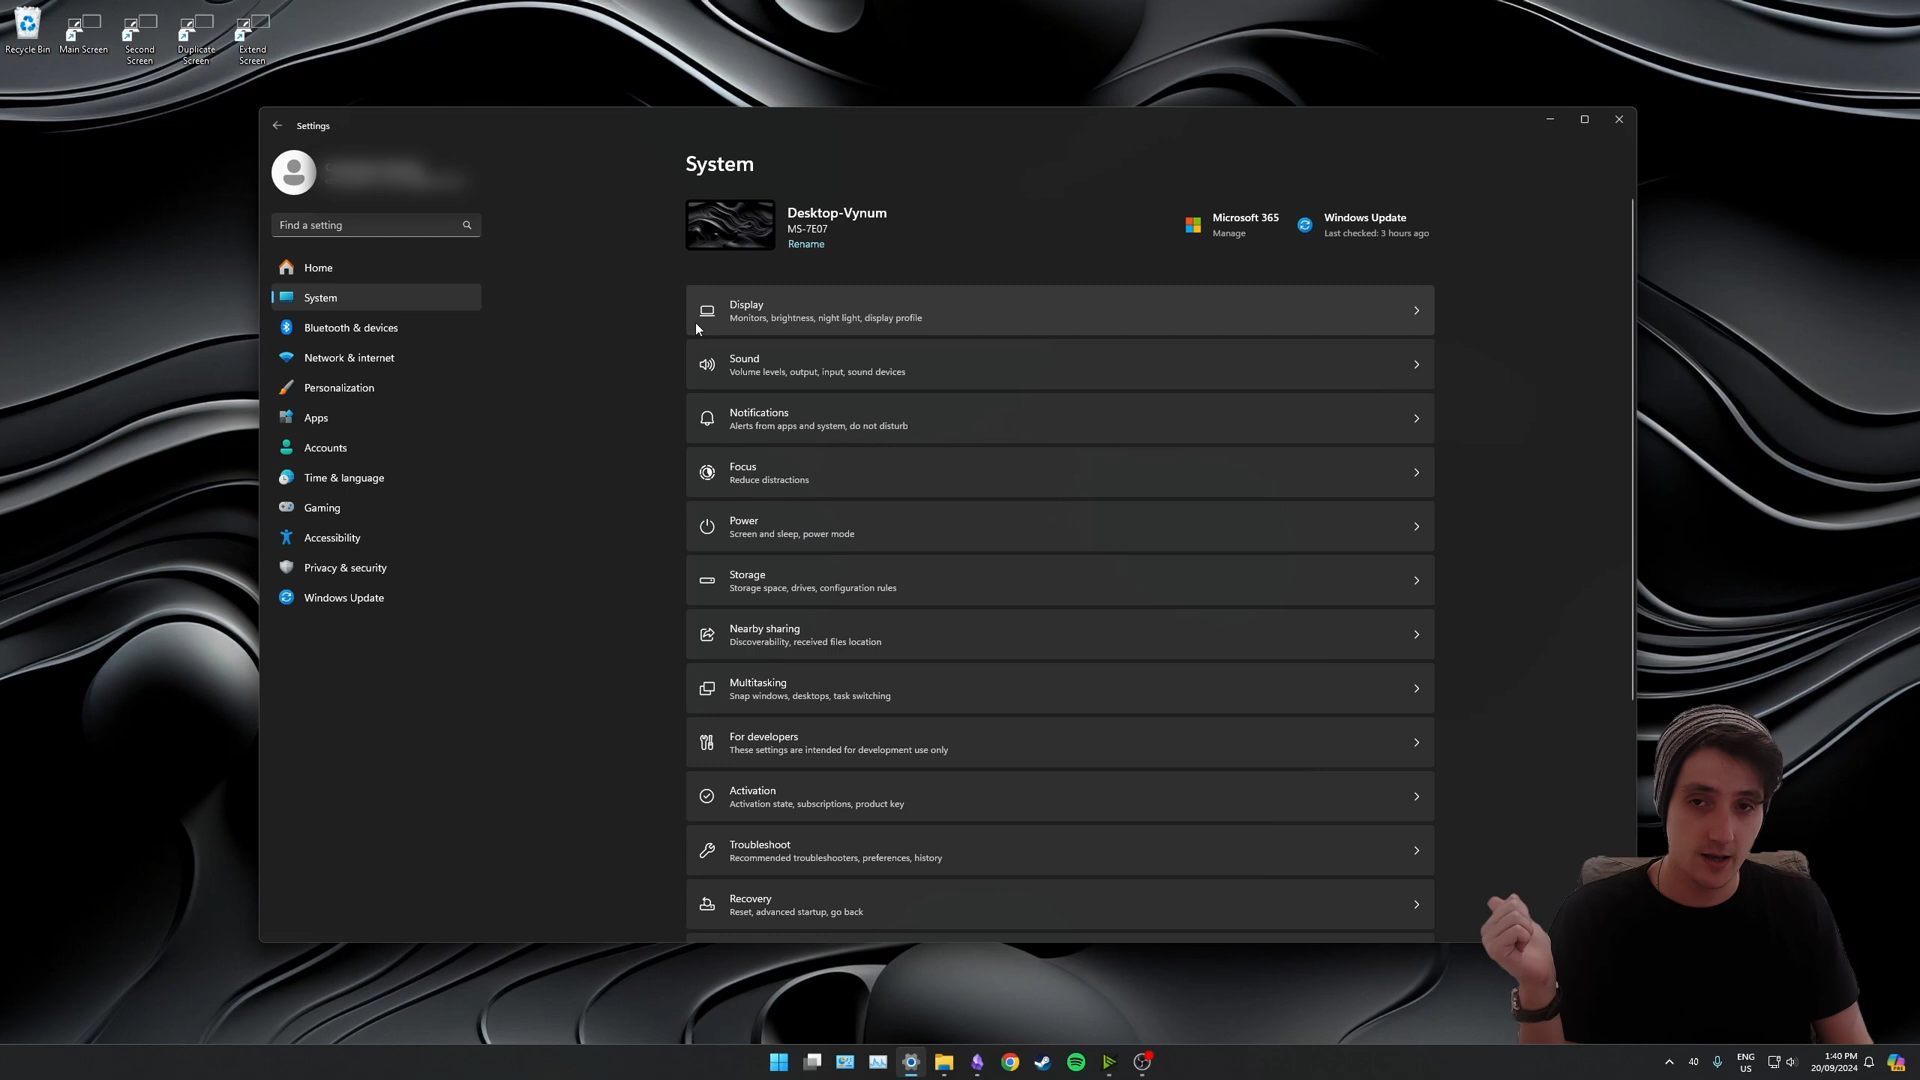 Recycle Bin
Main Screen
Second
Screen
Duplicate
Screen
Extend
Screen
Settings
Find a setting
Home
System
Bluetooth & devices
Network & internet
Personalization
Apps
Accounts
Time & language
Gaming
Accessibility
Privacy & security
Windows Update
System
Desktop-Vynum
MS-7E07
Rename
Microsoft 365
Manage
Windows Update
Last checked: 3 hours ago
Display
Monitors, brightness, night light, display profile
Sound
Volume levels, output, input, sound devices
Notifications
Alerts from apps and system, do not disturb
Focus
Reduce distractions
Power
Screen and sleep, power mode
Storage
Storage space, drives, configuration rules
Nearby sharing
Discoverability, received files location
Multitasking
Snap windows, desktops, task switching
For developers
These settings are intended for development use only
Activation
Activation state, subscriptions, product key
Troubleshoot
Recommended troubleshooters, preferences, history
Recovery
Reset, advanced startup, go back
40
ENG
US
1:40 PM
20/09/2024